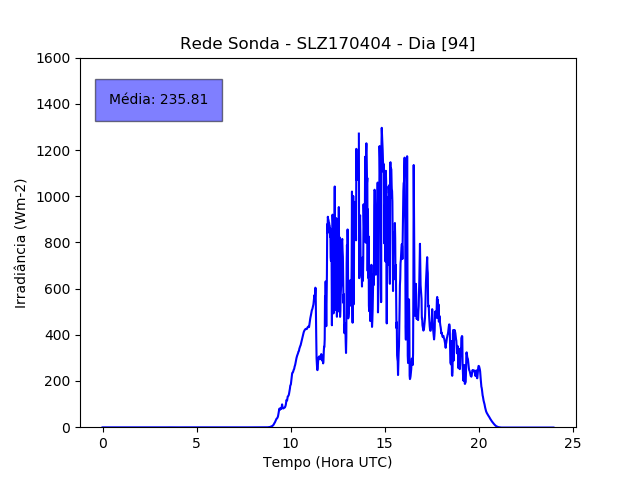 Rede Sonda - SLZ170404 - Dia [94]
1600
1400
1200
1000
800
600
400
200
0
Média: 235.81
Irradiância (Wm-2)
0 5 10 15 20 25
Tempo (Hora UTC)